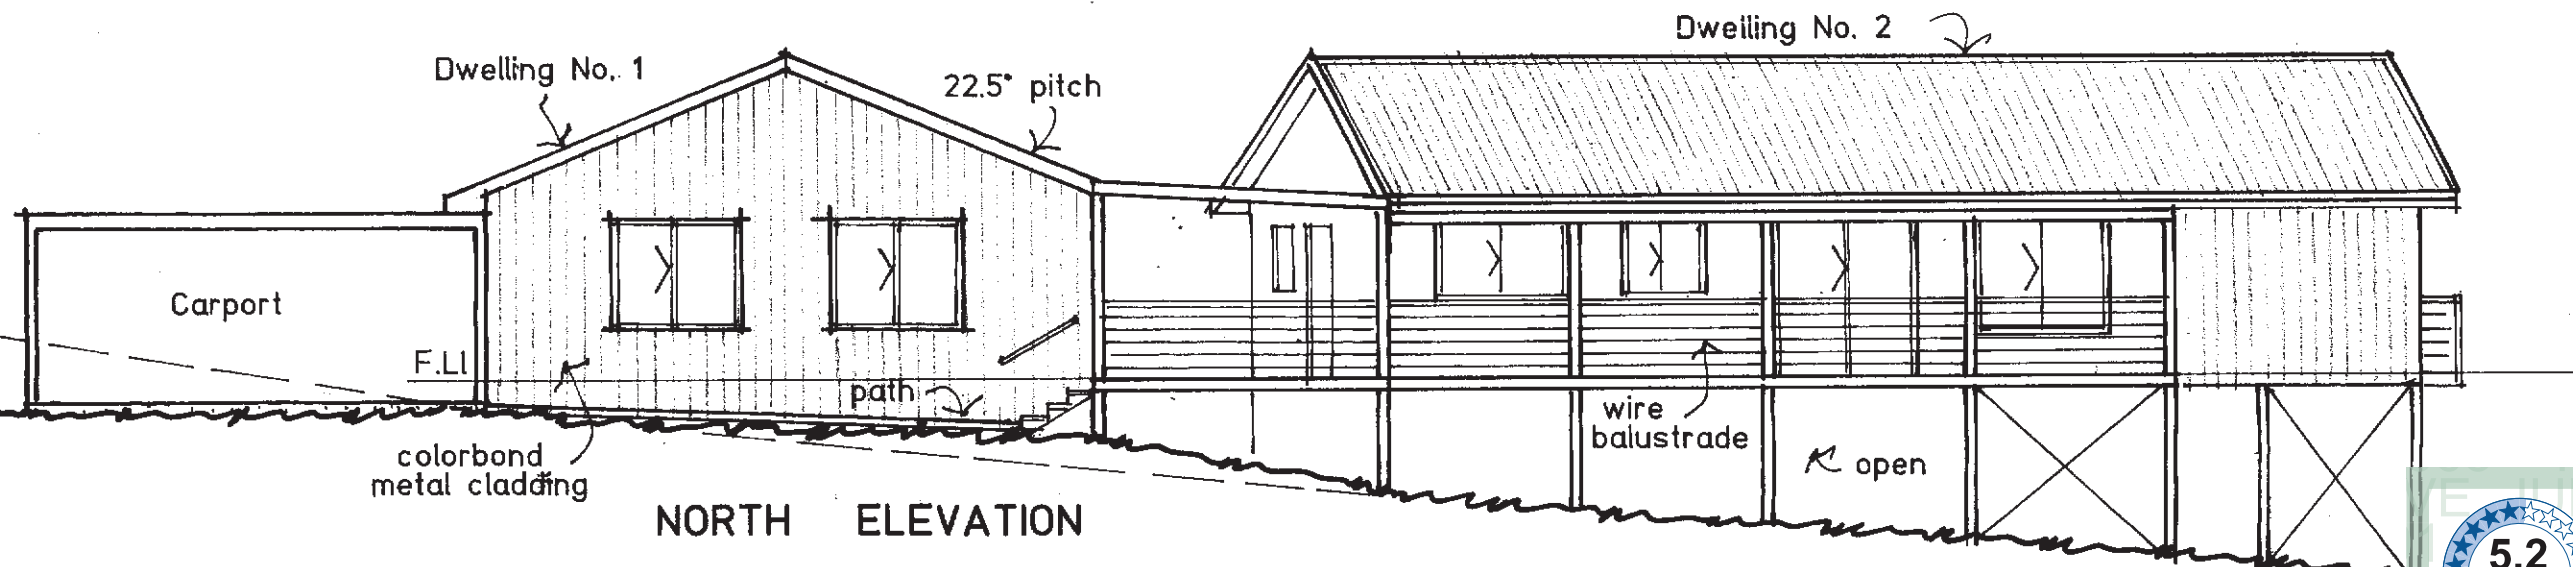 Dwelling No. 1
22.5° pitch
Dwelling No. 2
Carport
F.L1
path
colorbond
metal cladding
wire
balustrade
open
NORTH ELEVATION
5.2